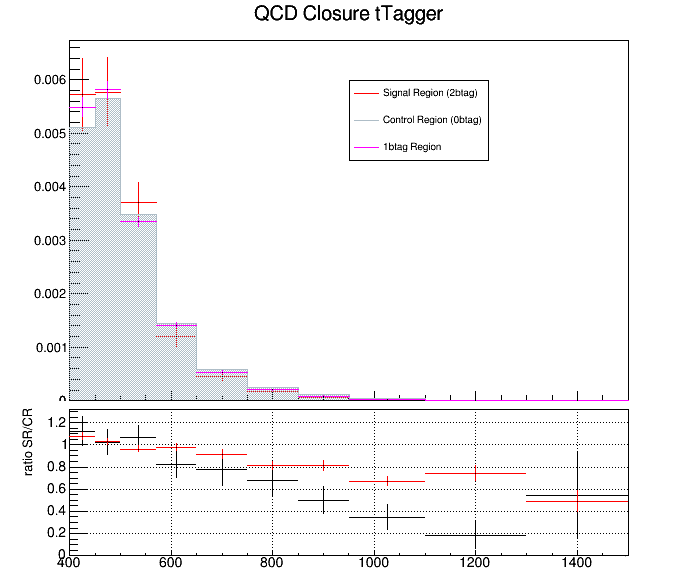 QCD Closure tTagger
0.006
0.005
0.004
0.003
0.002
0.001
0
Signal Region (2btag)
Control Region (0btag)
1btag Region
ratio SR/CR
1.2
1
0.8
0.6
0.4
0.2
0
400 600 800 1000 1200 1400